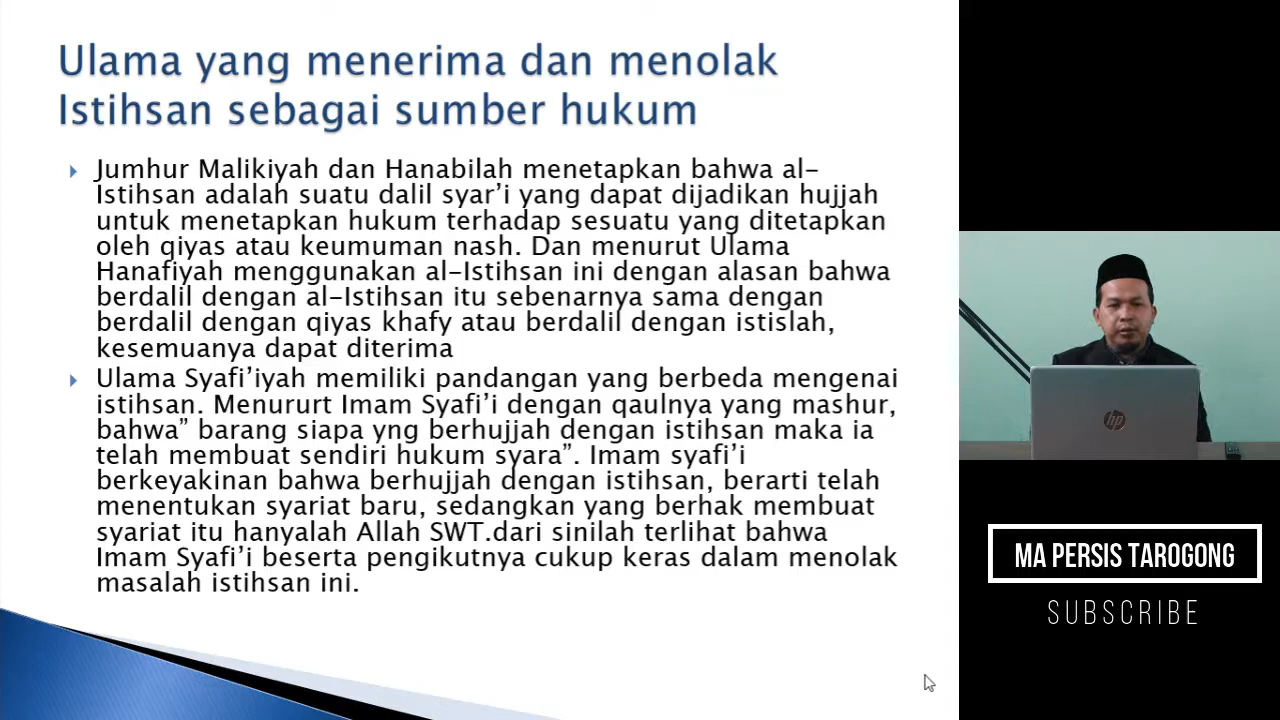 Ulama yang menerima dan menolak
Istihsan sebagai sumber hukum
Jumhur Malikiyah dan Hanabilah menetapkan bahwa al-
Istihsan adalah suatu dalil syar’i yang dapat dijadikan hujjah
untuk menetapkan hukum terhadap sesuatu yang ditetapkan
oleh qiyas atau keumuman nash. Dan menurut Ulama
Hanafiyah menggunakan al-Istihsan ini dengan alasan bahwa
berdalil dengan al-Istihsan itu sebenarnya sama dengan
berdalil dengan qiyas khafy atau berdalil dengan istislah,
kesemuanya dapat diterima
Ulama Syafi’iyah memiliki pandangan yang berbeda mengenai
istihsan. Menururt Imam Syafi’i dengan qaulnya yang mashur,
bahwa” barang siapa yng berhujjah dengan istihsan maka ia
telah membuat sendiri hukum syara”. Imam syafi’i
berkeyakinan bahwa berhujjah dengan istihsan, berarti telah
menentukan syariat baru, sedangkan yang berhak membuat
syariat itu hanyalah Allah SWT.dari sinilah terlihat bahwa
Imam Syafi’i beserta pengikutnya cukup keras dalam menolak
masalah istihsan ini.
hp
MA PERSIS TAROGONG
SUBSCRIBE